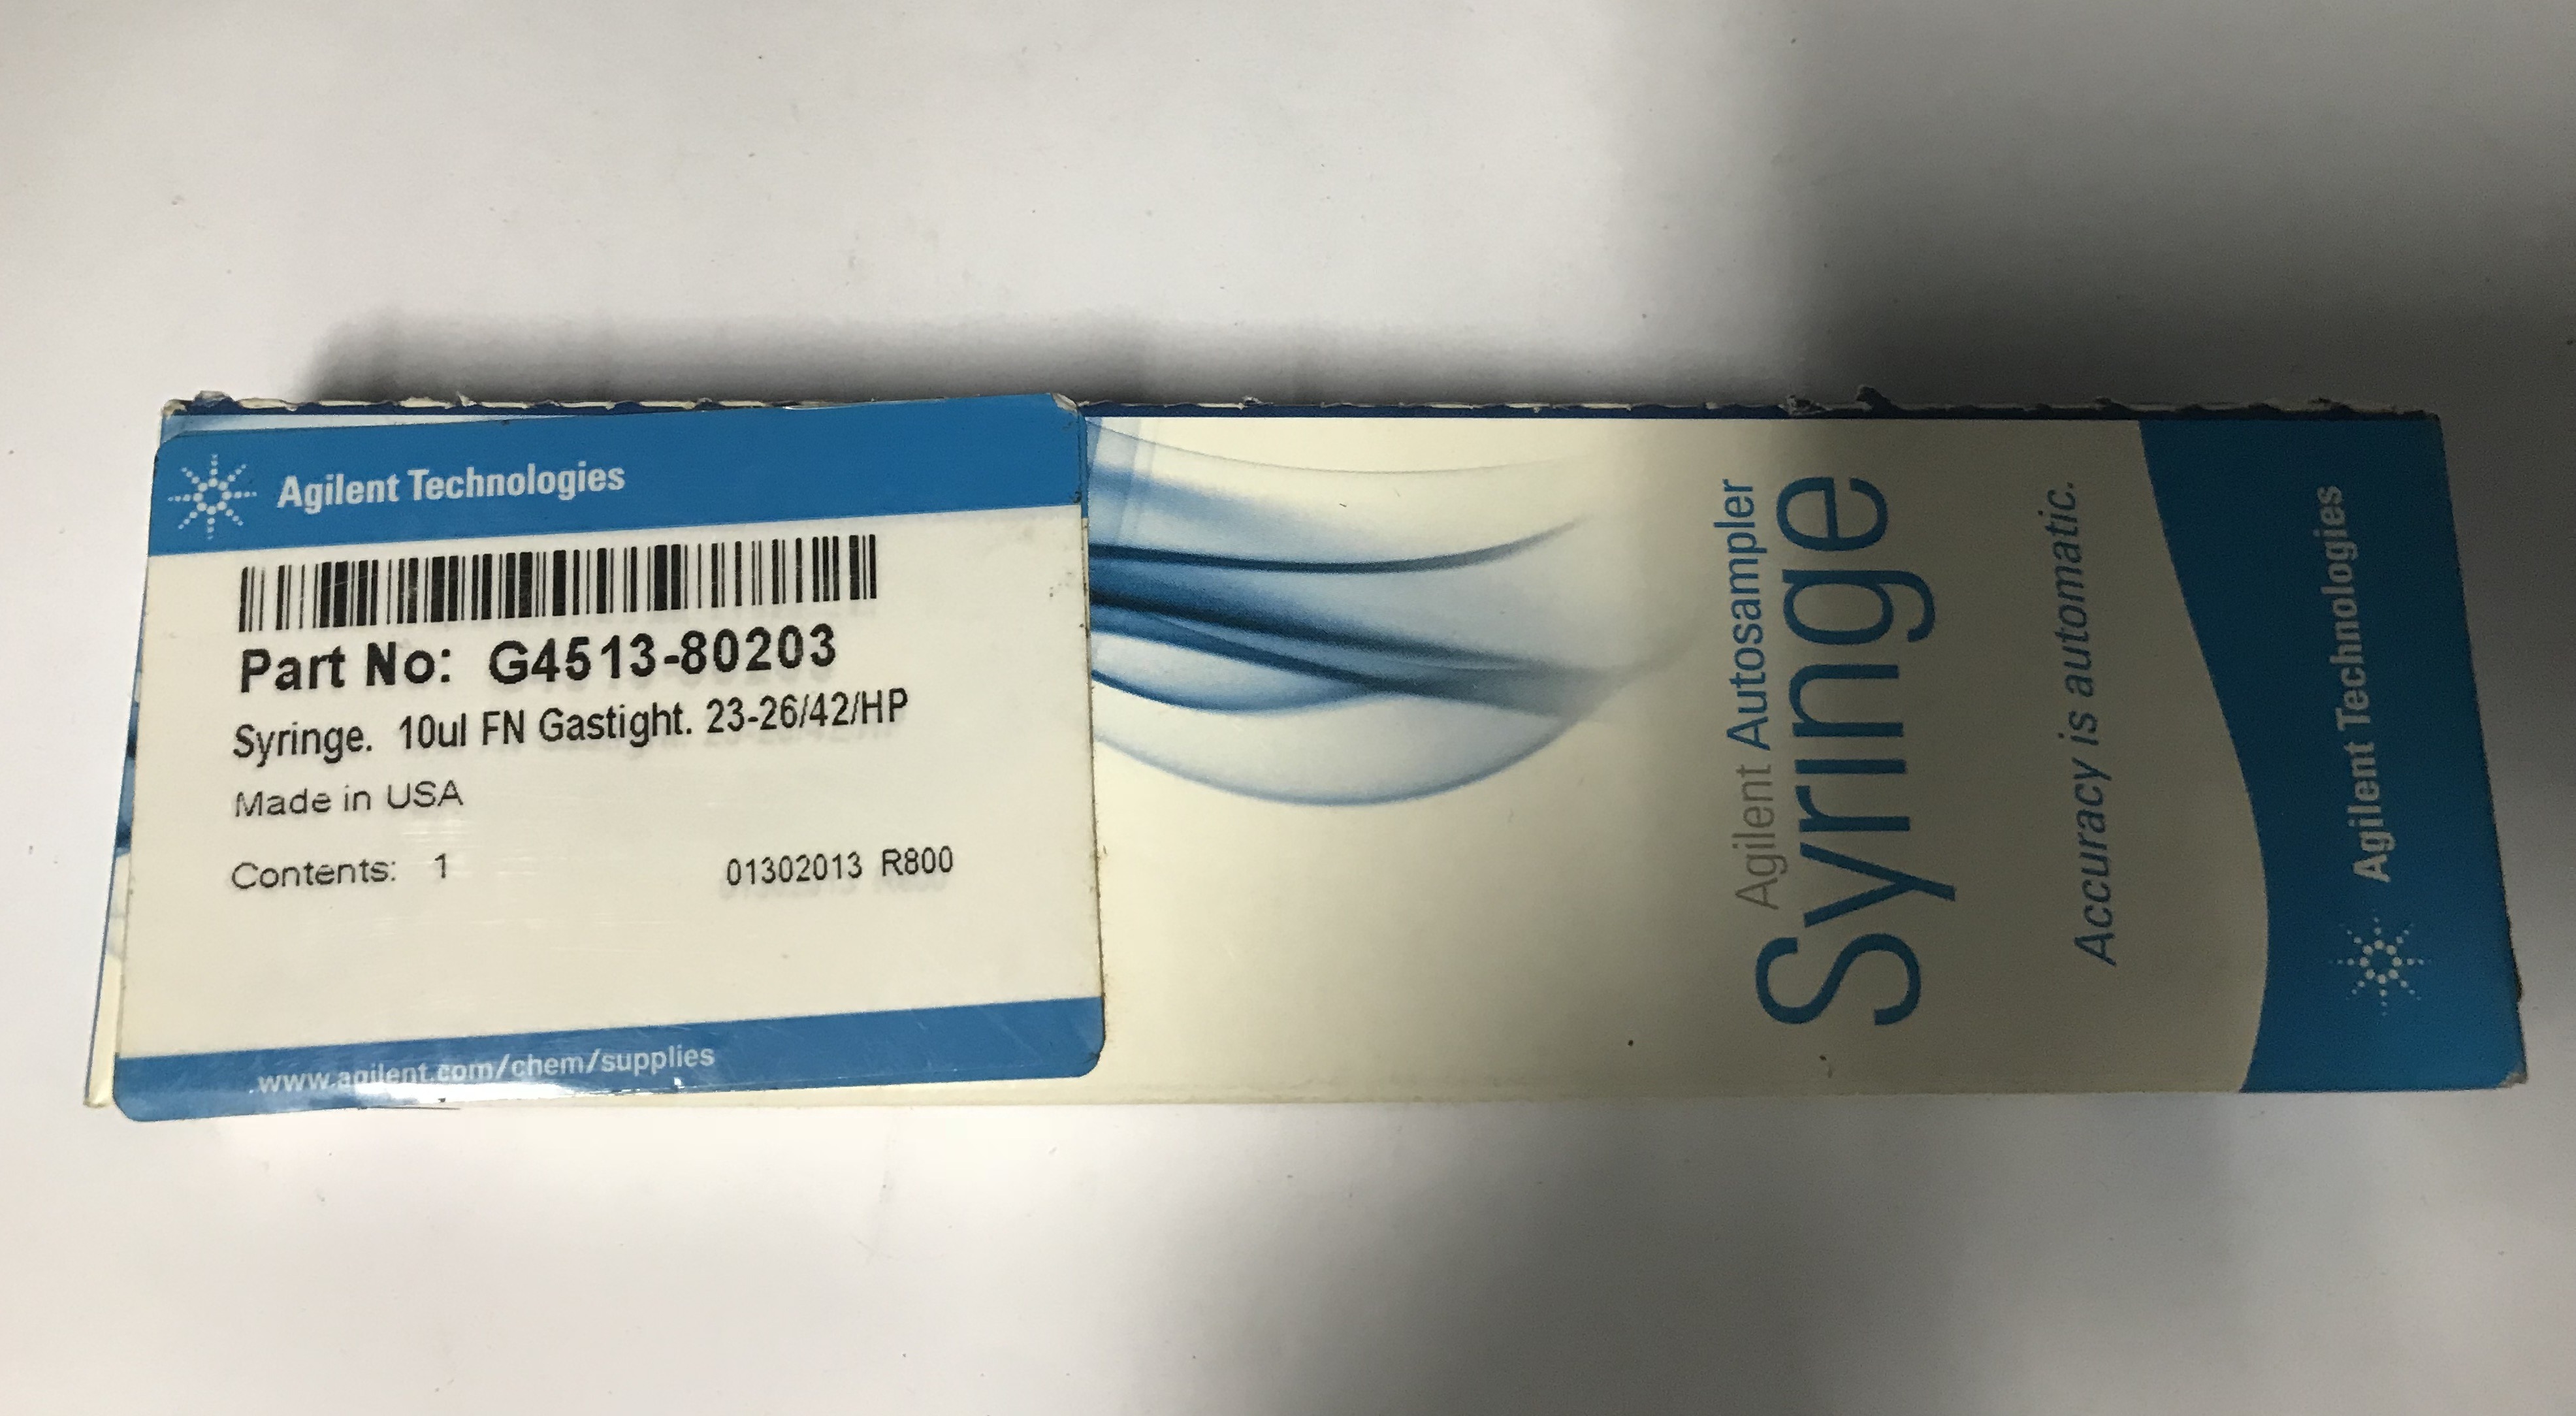 Agilent Technologies
Part No: G4513-80203
Syringe. 10ul FN Gastight. 23-26/42/HP
Made in USA
Contents: 1 01302013 R800
www.agilent.com/chem/supplies
Agilent Autosampler
Syringe
Accuracy is automatic.
Agilent Technologies